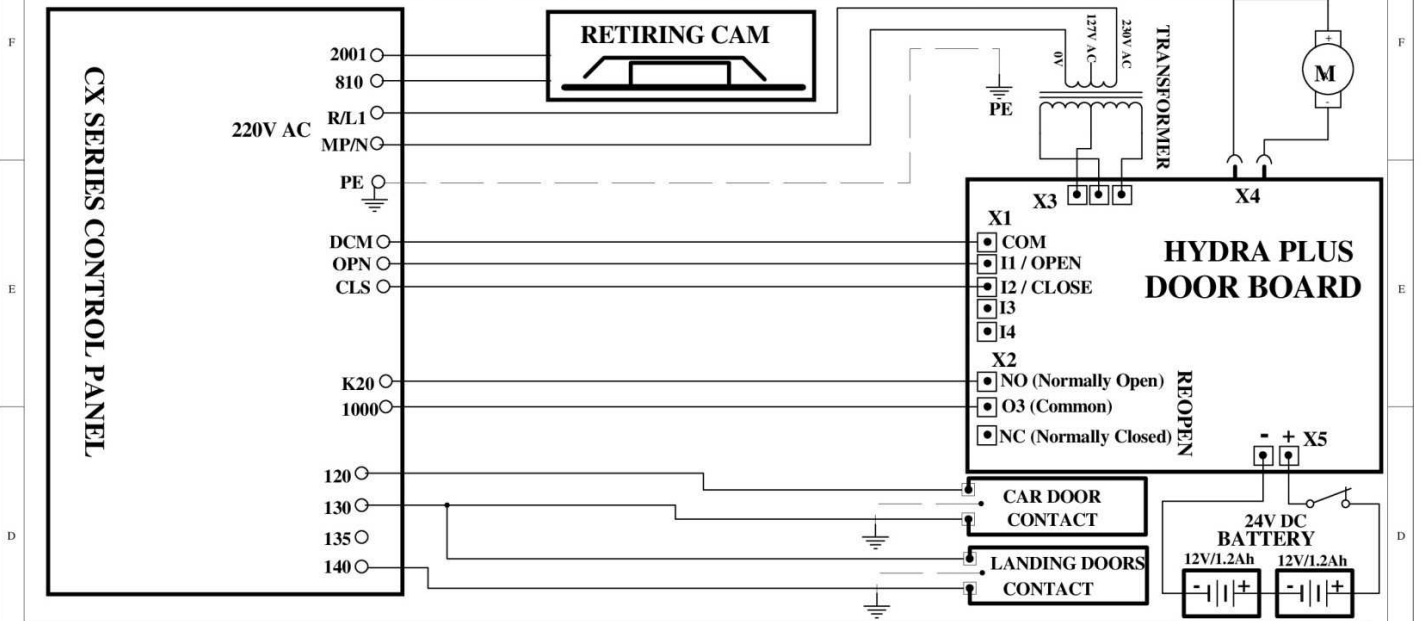 F
F
E
E
D
D
CX SERIES CONTROL PANEL
220V AC
2001
810
R/L1
MP/N
PE
DCM
OPN
CLS
K20
1000
120
130
135
140
RETIRING CAM
PE
0V
127V AC
230V AC
TRANSFORMER
+
M
-
X3
X4
X1
COM
I1 / OPEN
I2 / CLOSE
I3
I4
HYDRA PLUS
DOOR BOARD
X2
NO (Normally Open)
O3 (Common)
NC (Normally Closed)
REOPEN
- + X5
CAR DOOR
CONTACT
LANDING DOORS
CONTACT
24V DC
BATTERY
12V/1.2Ah
12V/1.2Ah
- +
- +